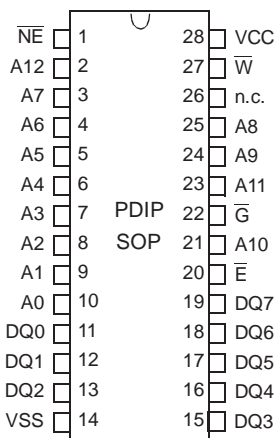 N̅E̅ 1 28 VCC
A12 2 27 W̅
A7 3 26 n.c.
A6 4 25 A8
A5 5 24 A9
A4 6 23 A11
A3 7 PDIP 22 G̅
A2 8 SOP 21 A10
A1 9 20 E̅
A0 10 19 DQ7
DQ0 11 18 DQ6
DQ1 12 17 DQ5
DQ2 13 16 DQ4
VSS 14 15 DQ3